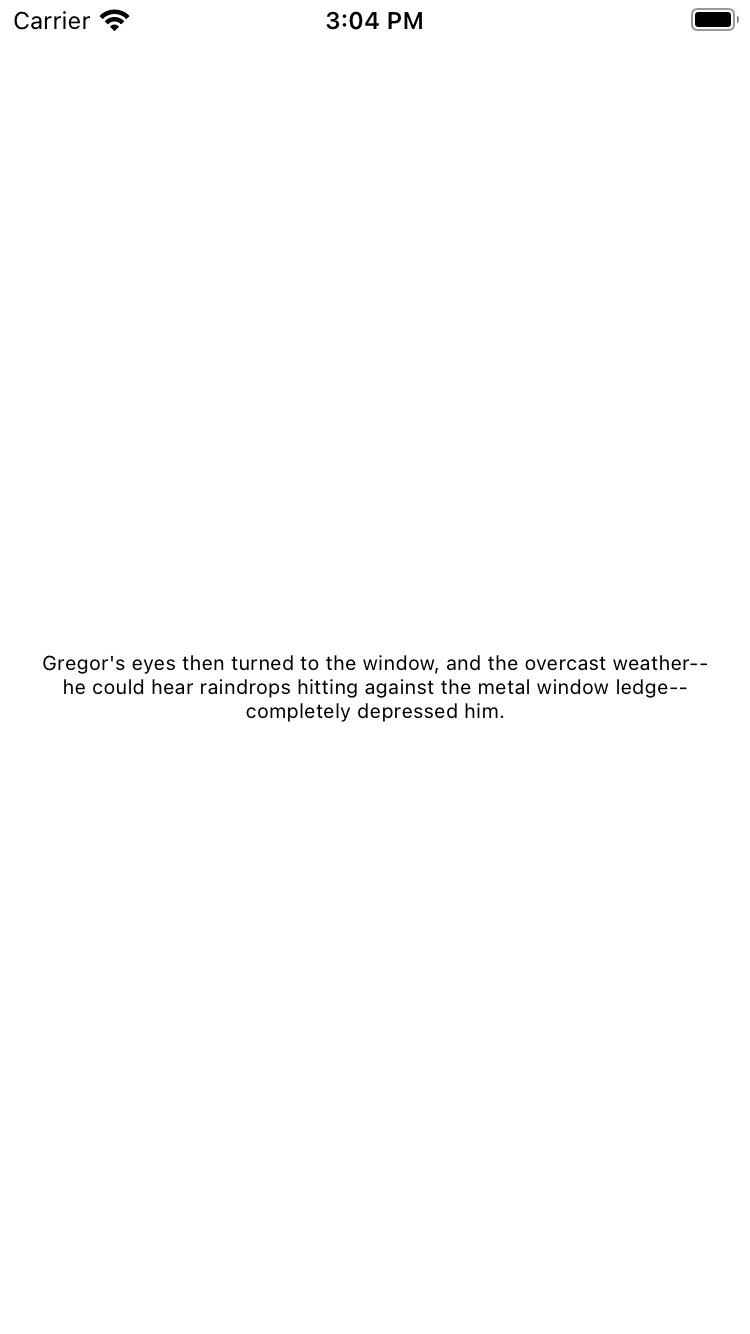 Carrier 3:04 PM
Gregor's eyes then turned to the window, and the overcast weather--
he could hear raindrops hitting against the metal window ledge--
completely depressed him.